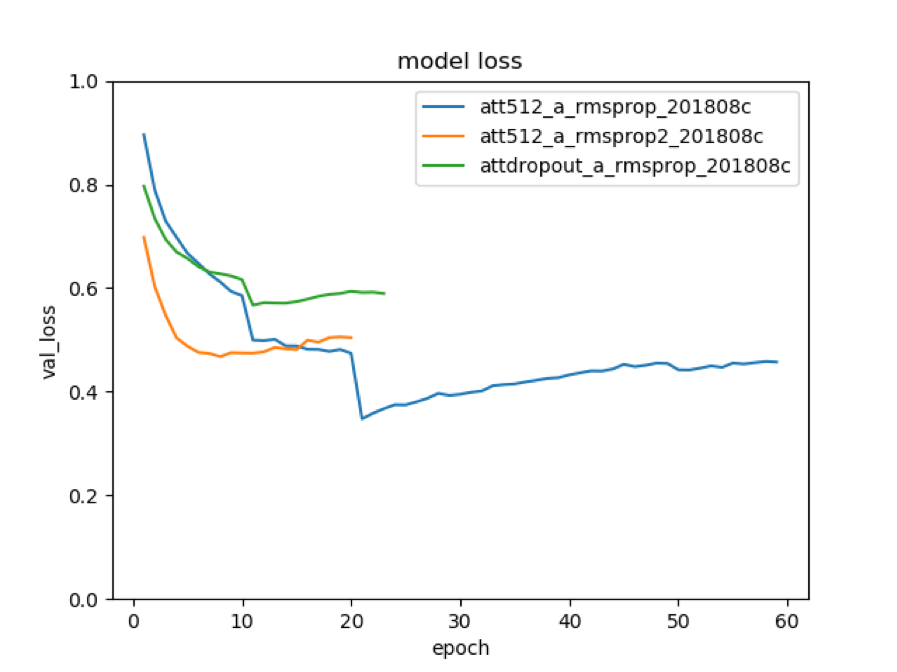 model loss
att512_a_rmsprop_201808c
att512_a_rmsprop2_201808c
attdropout_a_rmsprop_201808c
1.0
0.8
0.6
0.4
0.2
0.0
val_loss
0 10 20 30 40 50 60
epoch